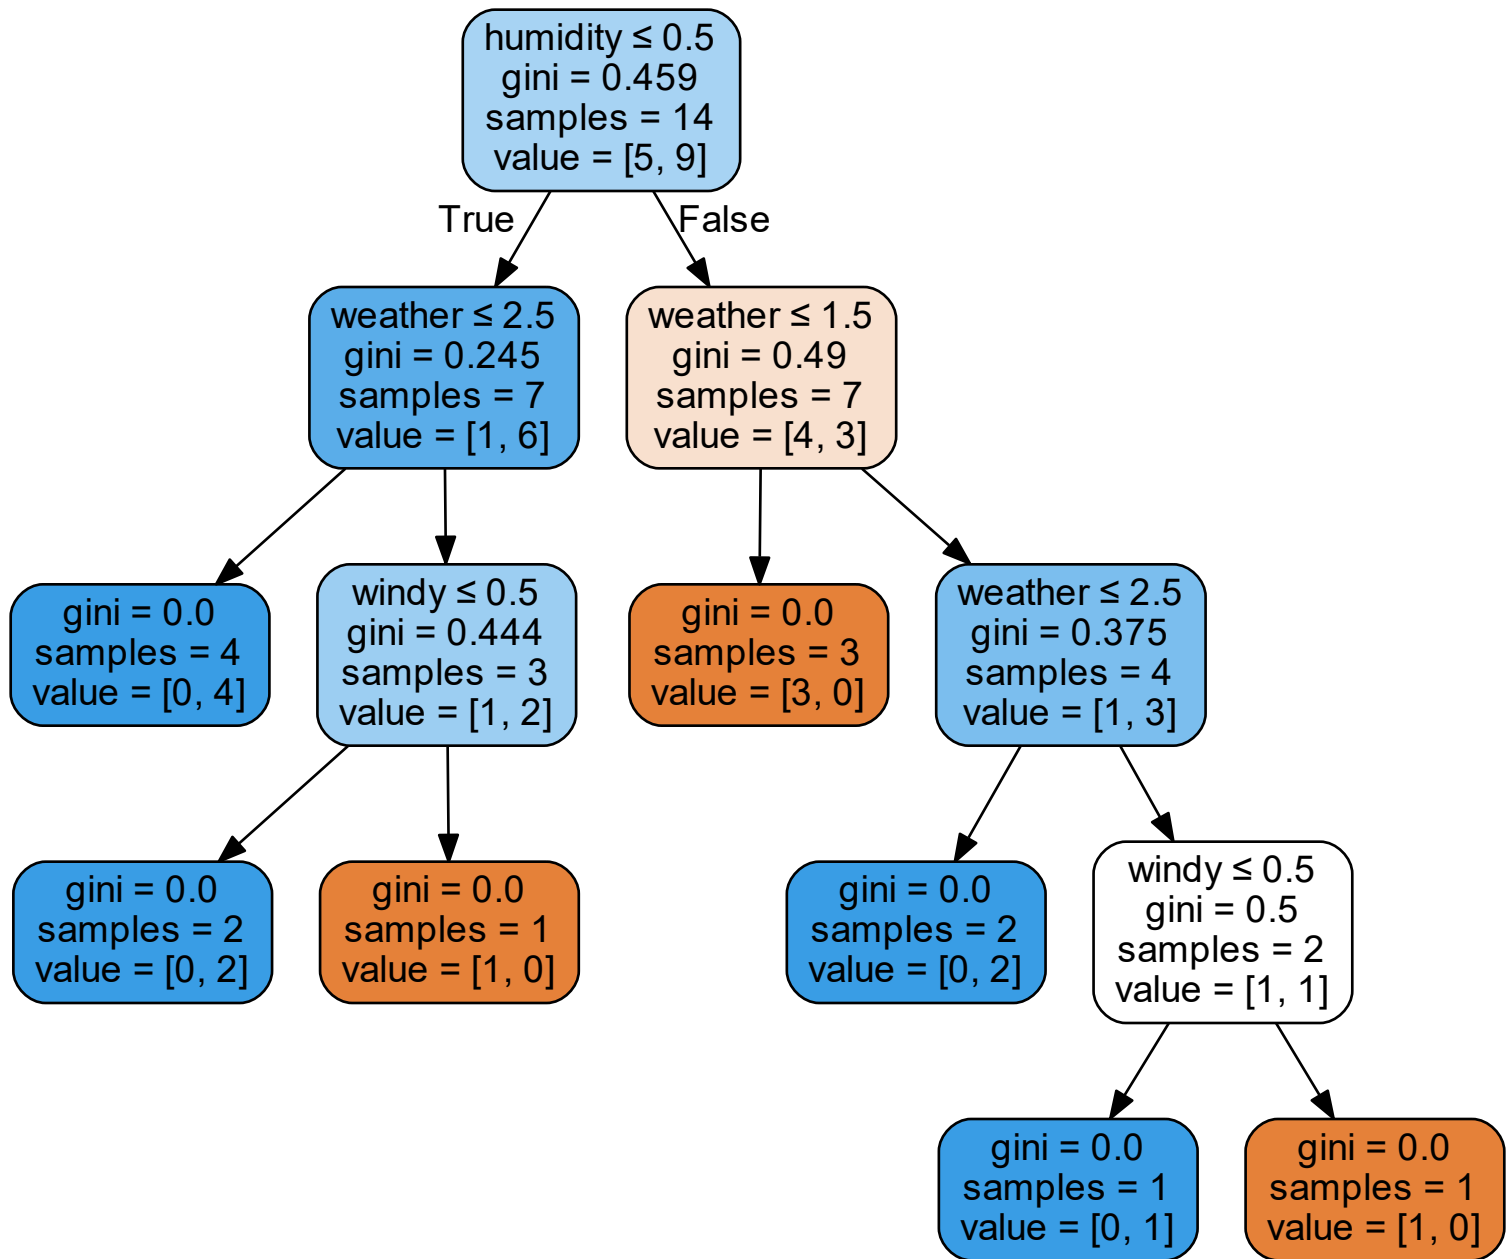 humidity ≤ 0.5
gini = 0.459
samples = 14
value = [5, 9]
True
False
weather ≤ 2.5
gini = 0.245
samples = 7
value = [1, 6]
weather ≤ 1.5
gini = 0.49
samples = 7
value = [4, 3]
gini = 0.0
samples = 4
value = [0, 4]
windy ≤ 0.5
gini = 0.444
samples = 3
value = [1, 2]
gini = 0.0
samples = 3
value = [3, 0]
weather ≤ 2.5
gini = 0.375
samples = 4
value = [1, 3]
gini = 0.0
samples = 2
value = [0, 2]
gini = 0.0
samples = 1
value = [1, 0]
gini = 0.0
samples = 2
value = [0, 2]
windy ≤ 0.5
gini = 0.5
samples = 2
value = [1, 1]
gini = 0.0
samples = 1
value = [0, 1]
gini = 0.0
samples = 1
value = [1, 0]